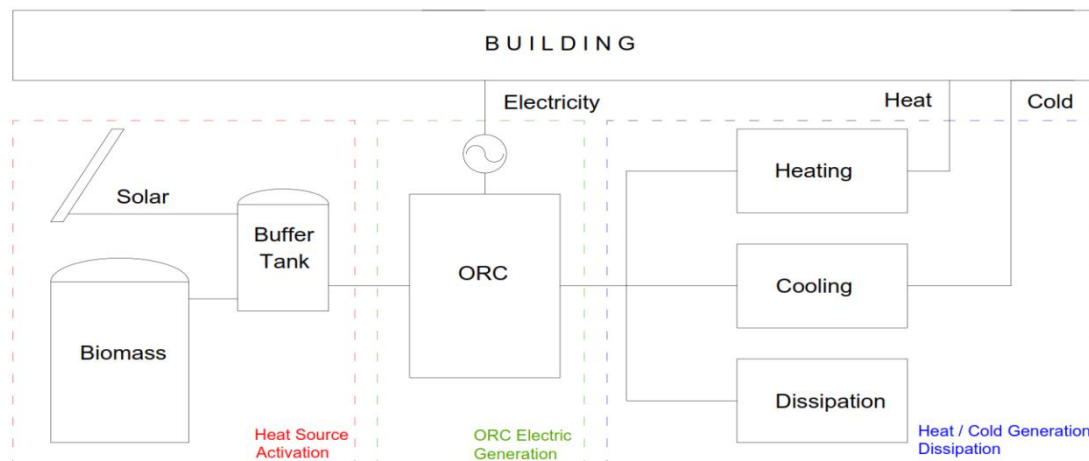 BUILDING
Electricity
Heat
Cold
Solar
Buffer
Tank
Biomass
ORC
Heating
Cooling
Dissipation
Heat Source
Activation
ORC Electric
Generation
Heat / Cold Generation
Dissipation